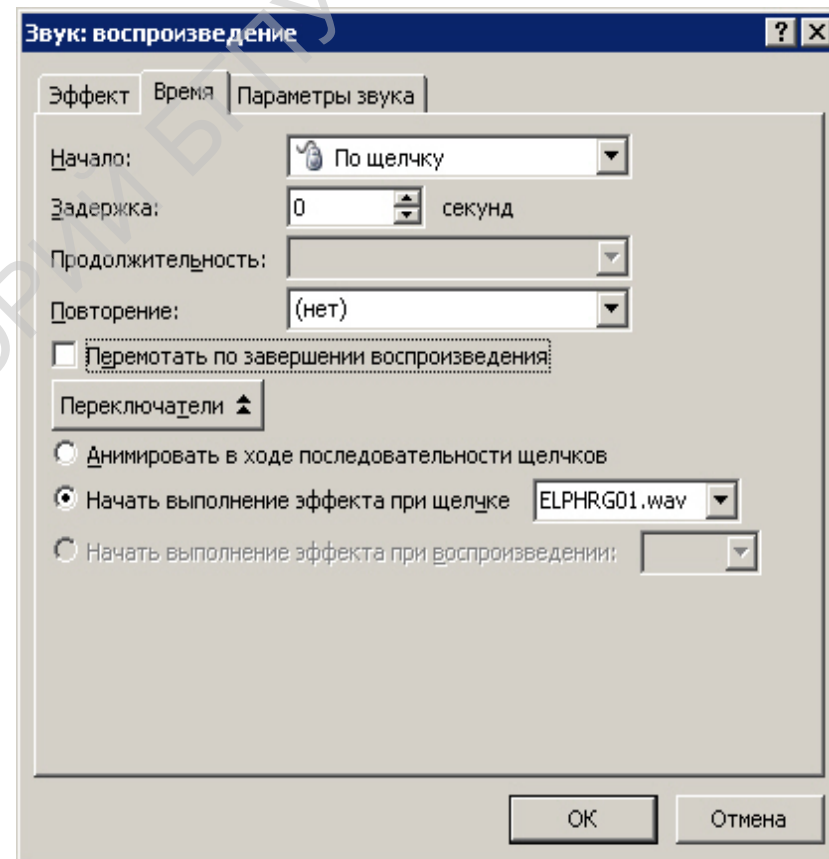 Звук: воспроизведение
Эффект Время Параметры звука
Начало: По щелчку
Задержка: 0 секунд
Продолжительность:
Повторение: (нет)
Перемотать по завершении воспроизведения
Переключатели
Анимировать в ходе последовательности щелчков
Начать выполнение эффекта при щелчке ELPHRG01.wav
Начать выполнение эффекта при воспроизведении:
ОК Отмена